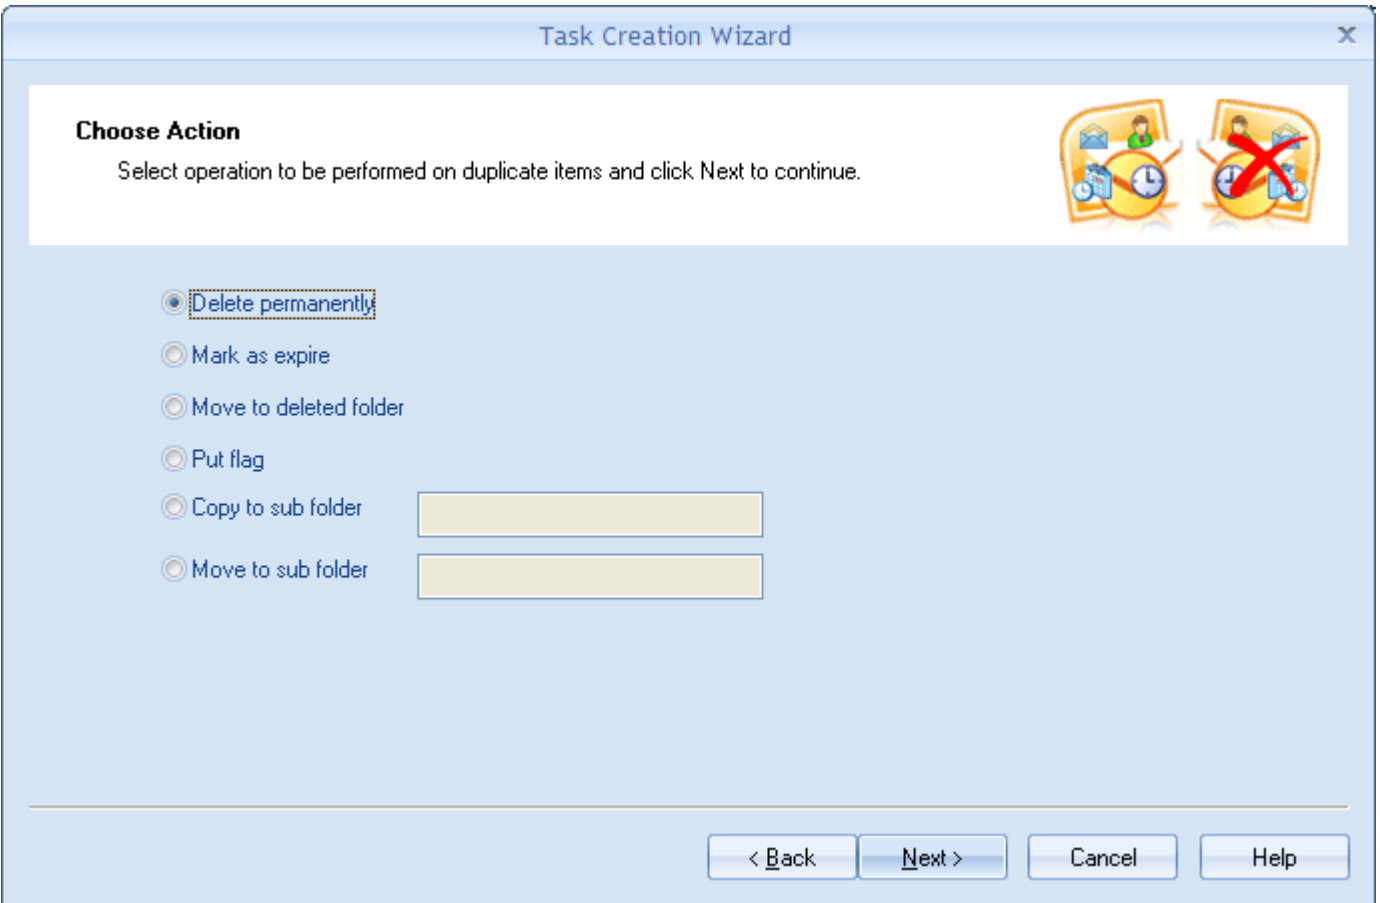 Task Creation Wizard
x
Choose Action
Select operation to be performed on duplicate items and click Next to continue.
Delete permanently
Mark as expire
Move to deleted folder
Put flag
Copy to sub folder
Move to sub folder
< Back Next > Cancel Help